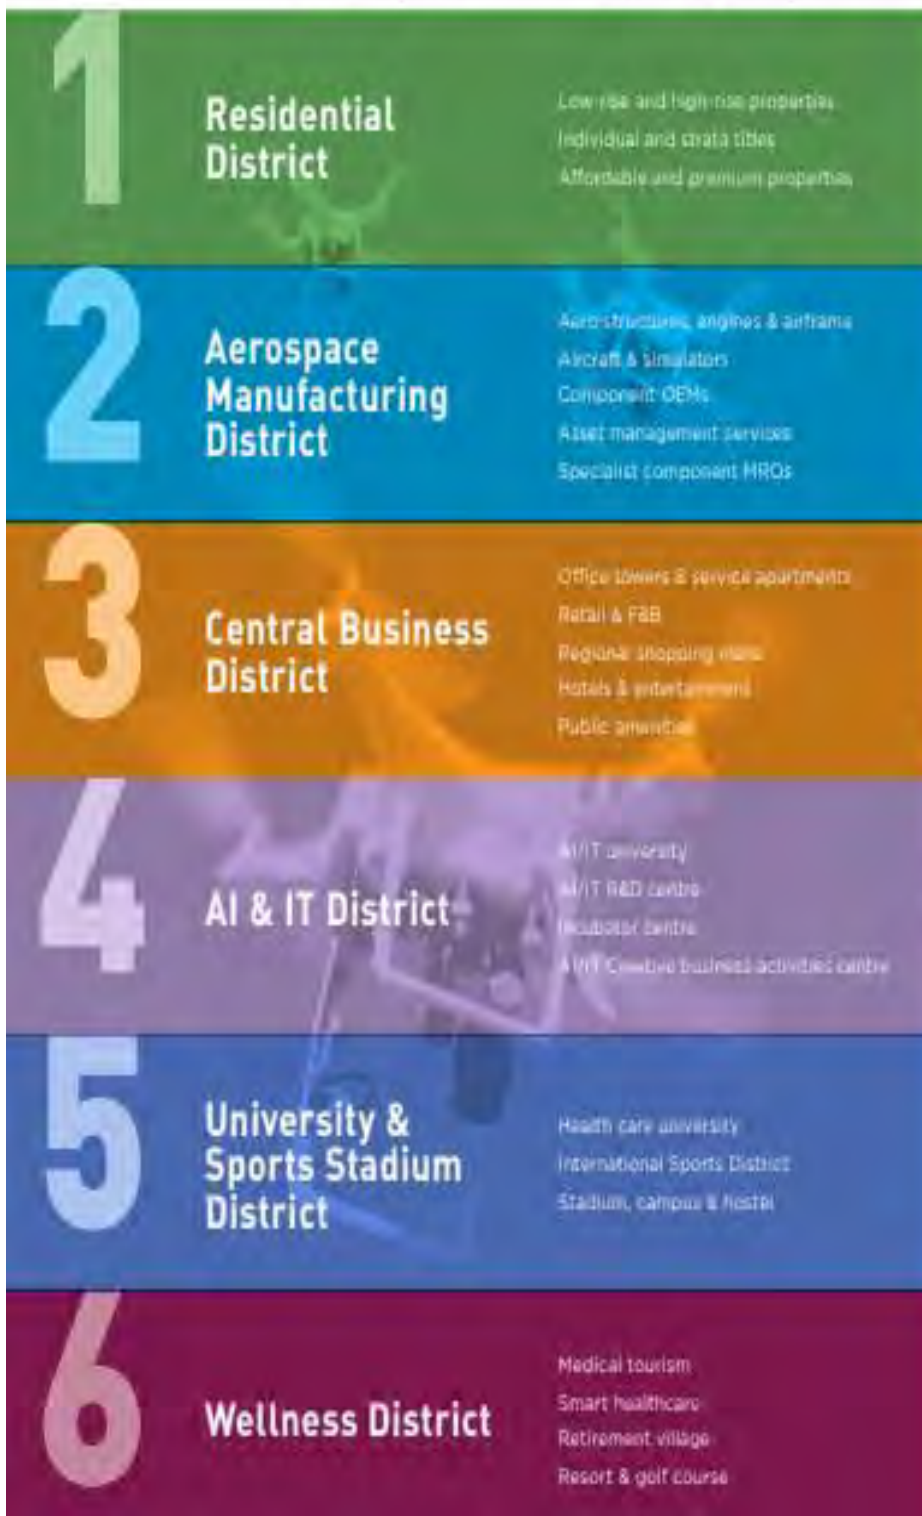 1
Residential
District
Low-rise and high-rise properties
Individual and strata titles
Affordable and premium properties
2
Aerospace
Manufacturing
District
Aero-structures, engines & airframe
Aircraft & simulators
Component OEMs
Asset management services
Specialist component MROs
3
Central Business
District
Office towers & service apartments
Retail & F&B
Regional shopping malls
Hotels & entertainment
Public amenities
4
AI & IT District
AI/IT university
AI/IT R&D centre
Incubator centre
AI/IT Creative business activities centre
5
University &
Sports Stadium
District
Health care university
International Sports District
Stadium, campus & hostel
6
Wellness District
Medical tourism
Smart healthcare
Retirement village
Resort & golf course